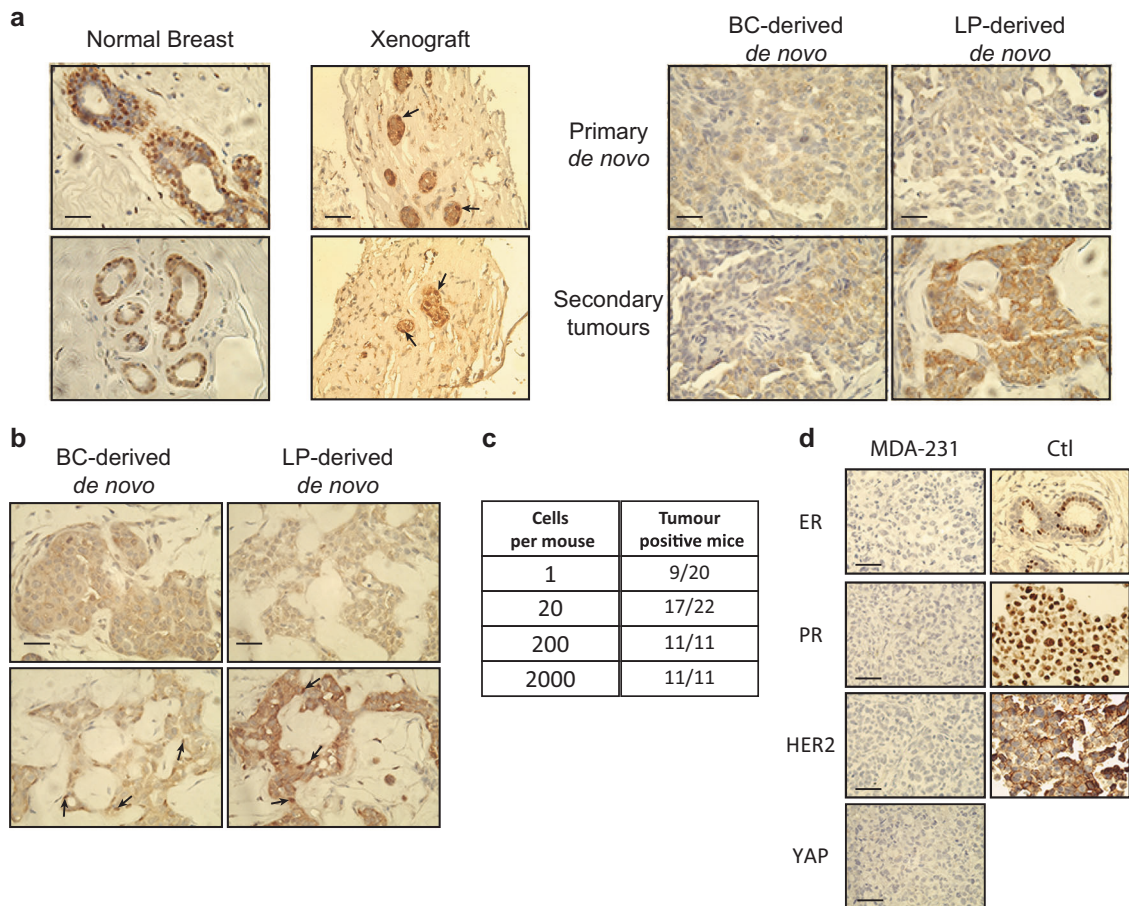 a
Normal Breast
Xenograft
BC-derived
de novo
LP-derived
de novo
Primary
de novo
Secondary
tumours
b
BC-derived
de novo
LP-derived
de novo
c
Cells
per mouse
Tumour
positive mice
1
9/20
20
17/22
200
11/11
2000
11/11
d
MDA-231
Ctl
ER
PR
HER2
YAP